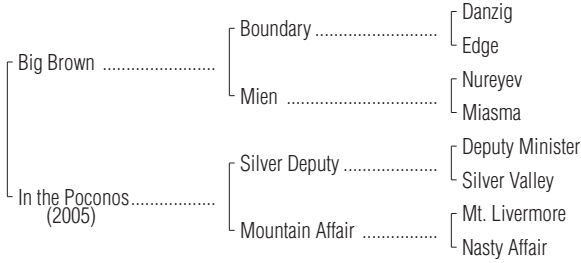 Danzig
Boundary ........................
Edge
Big Brown ......................
Nureyev
Mien .............................
Miasma
Deputy Minister
Silver Deputy ..................
Silver Valley
In the Poconos................
(2005)
Mt. Livermore
Mountain Affair ...............
Nasty Affair